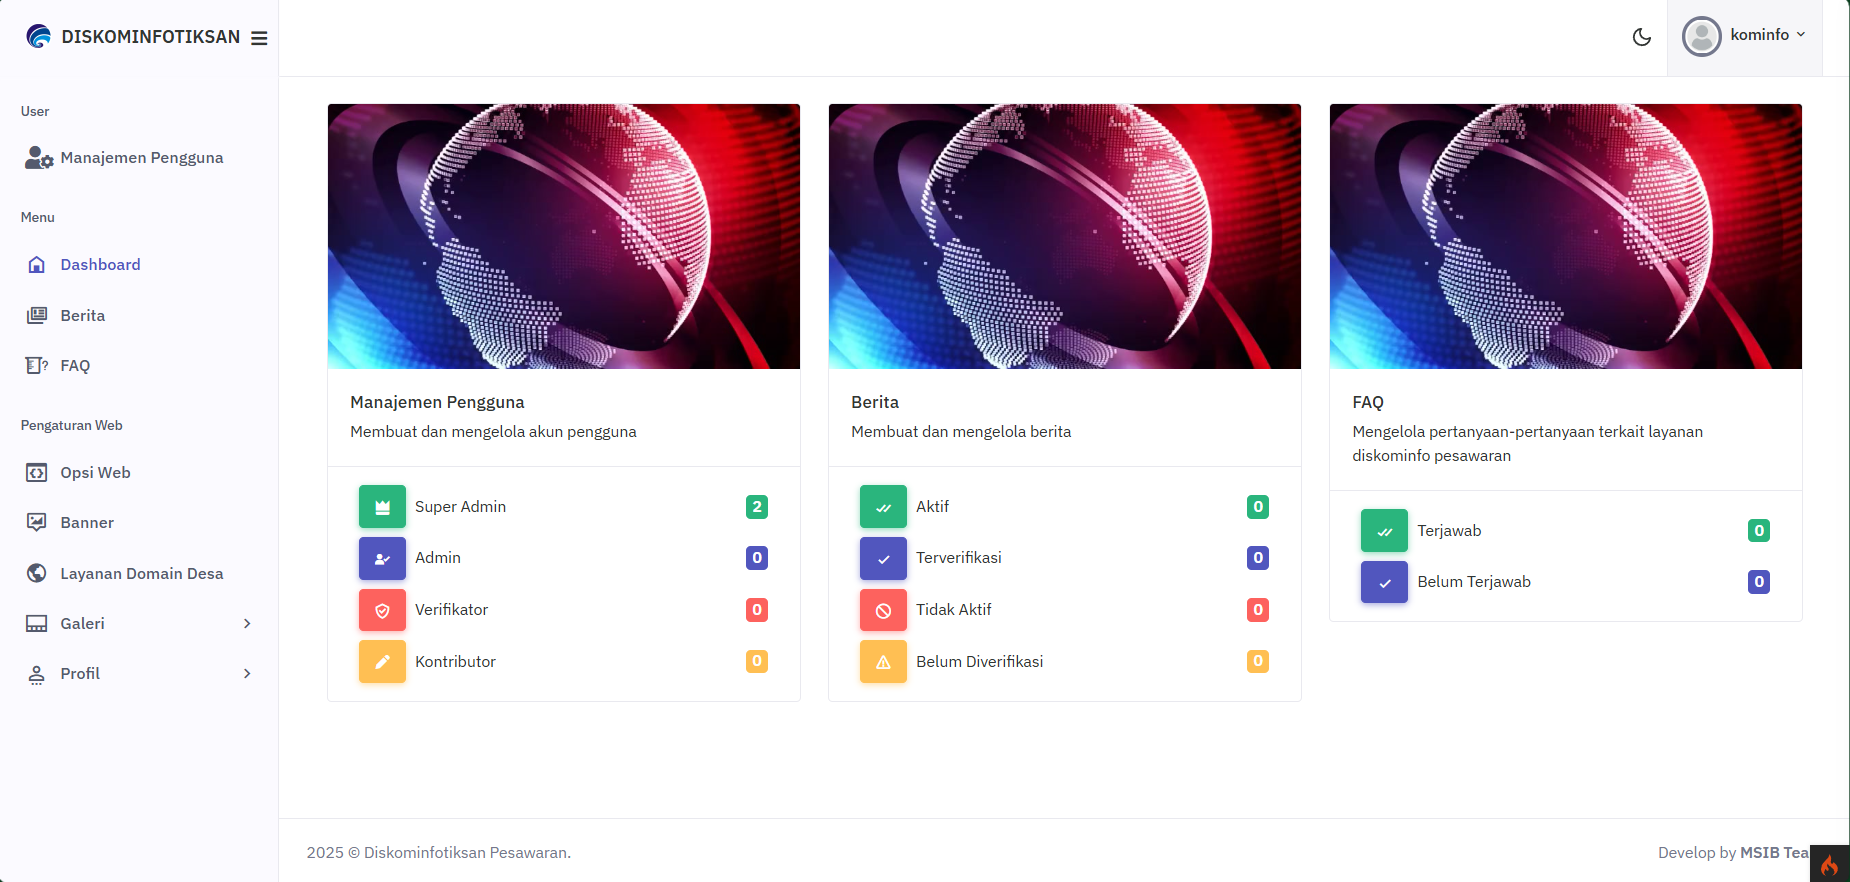 DISKOMINFOTIKSAN
kominfo
User
Manajemen Pengguna
Menu
Dashboard
Berita
FAQ
Pengaturan Web
Opsi Web
Banner
Layanan Domain Desa
Galeri
Profil
Manajemen Pengguna
Membuat dan mengelola akun pengguna
Super Admin 2
Admin 0
Verifikator 0
Kontributor 0
Berita
Membuat dan mengelola berita
Aktif 0
Terverifikasi 0
Tidak Aktif 0
Belum Diverifikasi 0
FAQ
Mengelola pertanyaan-pertanyaan terkait layanan
diskominfo pesawaran
Terjawab 0
Belum Terjawab 0
2025 © Diskominfotiksan Pesawaran.
Develop by MSIB Tea